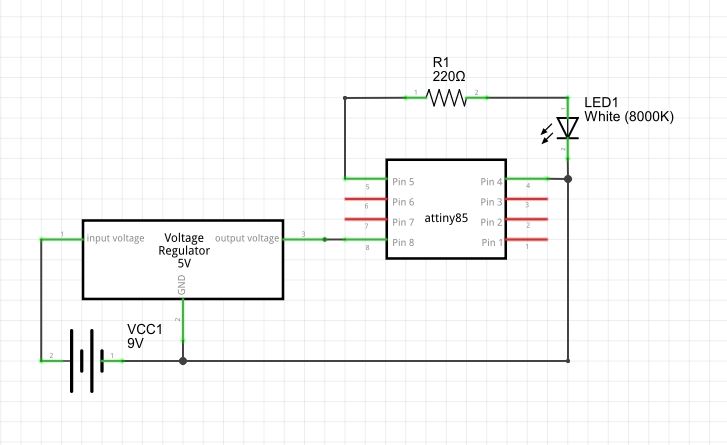 R1
220Ω
1
2
LED1
White (8000K)
1
2
5
Pin 5
Pin 4
4
6
Pin 6
Pin 3
3
attiny85
7
Pin 7
Pin 2
2
8
Pin 8
Pin 1
1
1
input voltage
Voltage
Regulator
5V
output voltage
3
GND
2
VCC1
9V
2
1